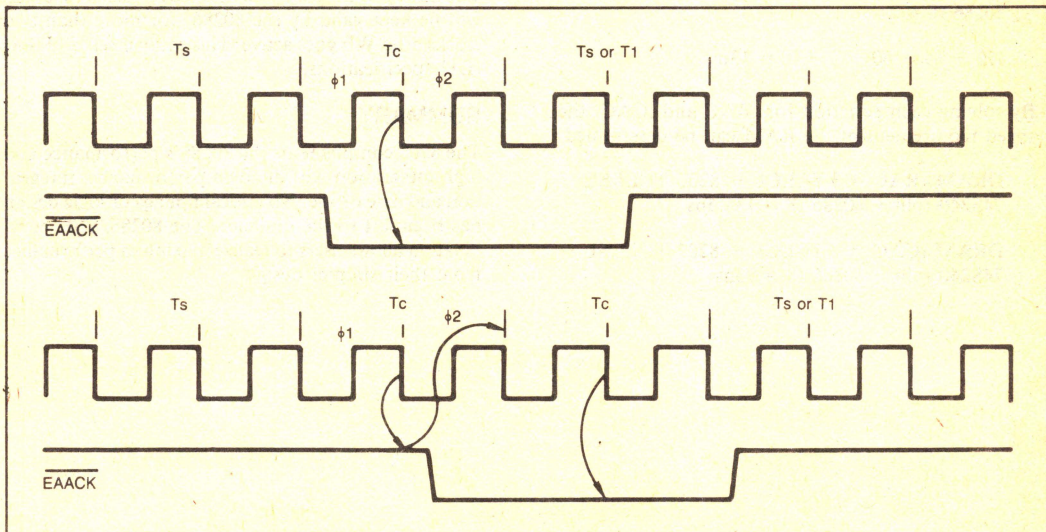 Ts Tc Ts or T1
ϕ1 ϕ2
EAACK
Ts Tc Tc Ts or T1
ϕ1 ϕ2
EAACK